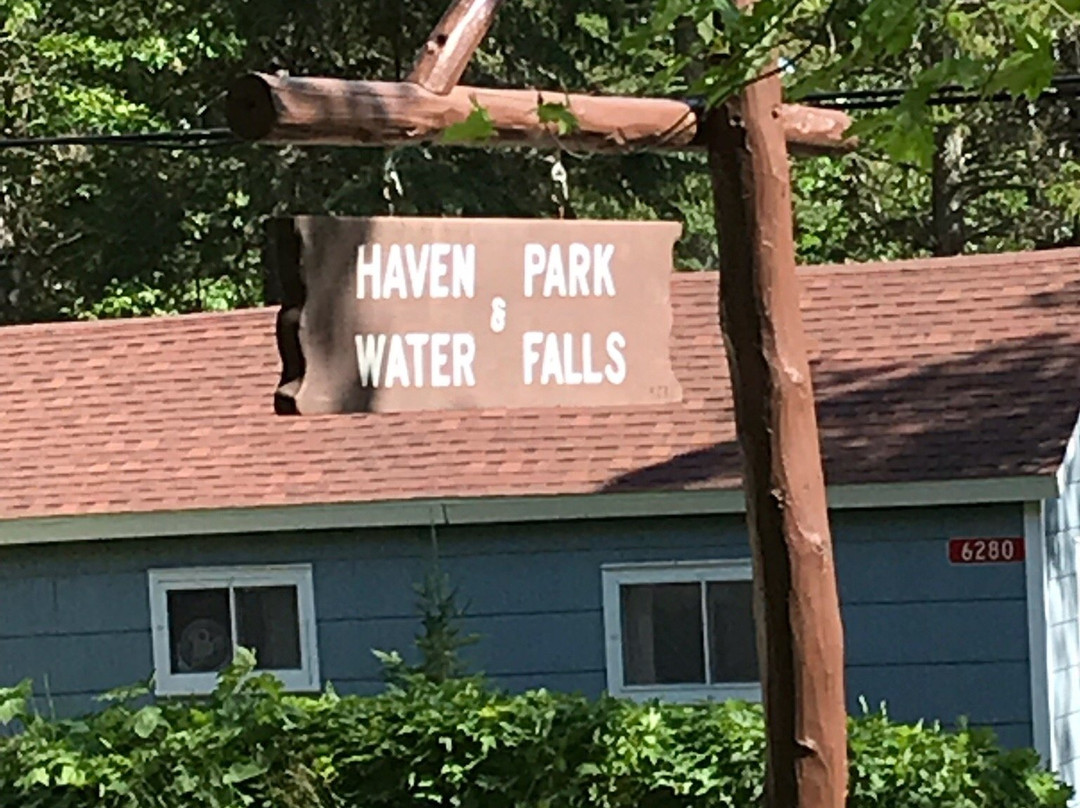 HAVEN PARK
&
WATER FALLS
6280